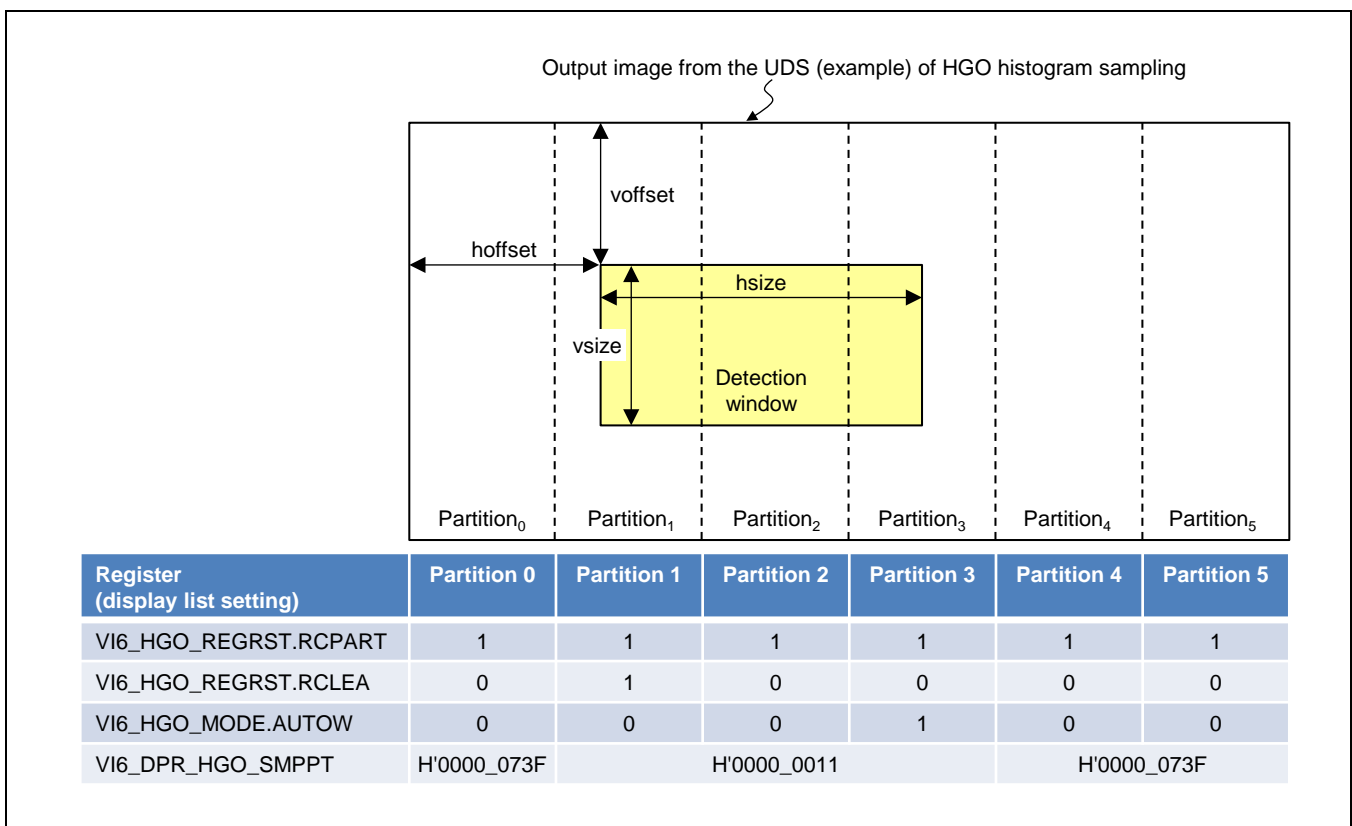 Output image from the UDS (example) of HGO histogram sampling
voffset
hoffset
hsize
vsize
Detection
window
Partition0 Partition1 Partition2 Partition3 Partition4 Partition5
Register
(display list setting) Partition 0 Partition 1 Partition 2 Partition 3 Partition 4 Partition 5
VI6_HGO_REGRST.RCPART 1 1 1 1 1 1
VI6_HGO_REGRST.RCLEA 0 1 0 0 0 0
VI6_HGO_MODE.AUTOW 0 0 0 1 0 0
VI6_DPR_HGO_SMPPT H'0000_073F H'0000_0011 H'0000_073F